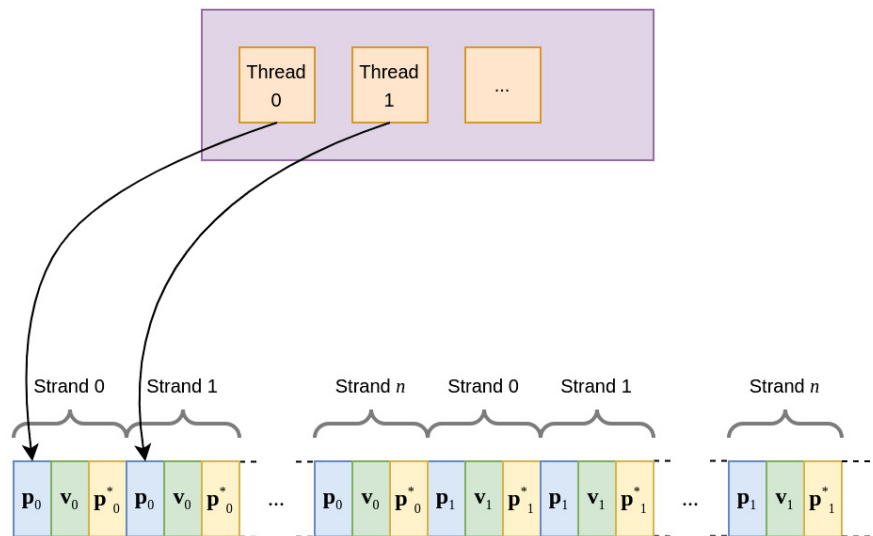 Thread 0
Thread 1
...
Strand 0 Strand 1 Strand n Strand 0 Strand 1 Strand n
p₀ v₀ p*₀ p₀ v₀ p*₀ ... p₀ v₀ p*₀ p₁ v₁ p*₁ p₁ v₁ p*₁ ... p₁ v₁ p*₁